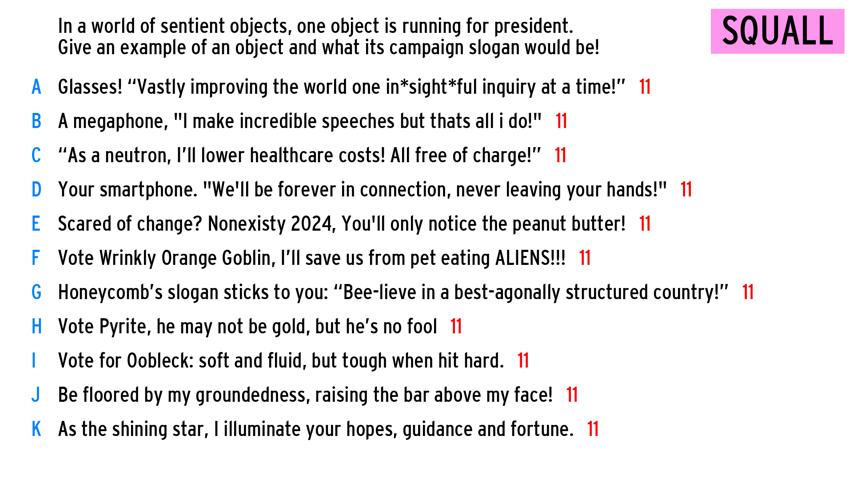 In a world of sentient objects, one object is running for president.
Give an example of an object and what its campaign slogan would be!
SQUALL
A Glasses! “Vastly improving the world one in*sight*ful inquiry at a time!” 11
B A megaphone, "I make incredible speeches but thats all i do!" 11
C “As a neutron, I’ll lower healthcare costs! All free of charge!” 11
D Your smartphone. "We'll be forever in connection, never leaving your hands!" 11
E Scared of change? Nonexisty 2024, You'll only notice the peanut butter! 11
F Vote Wrinkly Orange Goblin, I’ll save us from pet eating ALIENS!!! 11
G Honeycomb’s slogan sticks to you: “Bee-lieve in a best-agonally structured country!” 11
H Vote Pyrite, he may not be gold, but he’s no fool 11
I Vote for Oobleck: soft and fluid, but tough when hit hard. 11
J Be floored by my groundedness, raising the bar above my face! 11
K As the shining star, I illuminate your hopes, guidance and fortune. 11